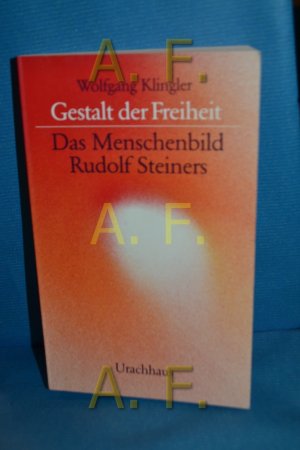 A. F.
Wolfgang Klingler
Gestalt der Freiheit
Das Menschenbild
Rudolf Steiners
A. F.
Urachhaus
A. F.